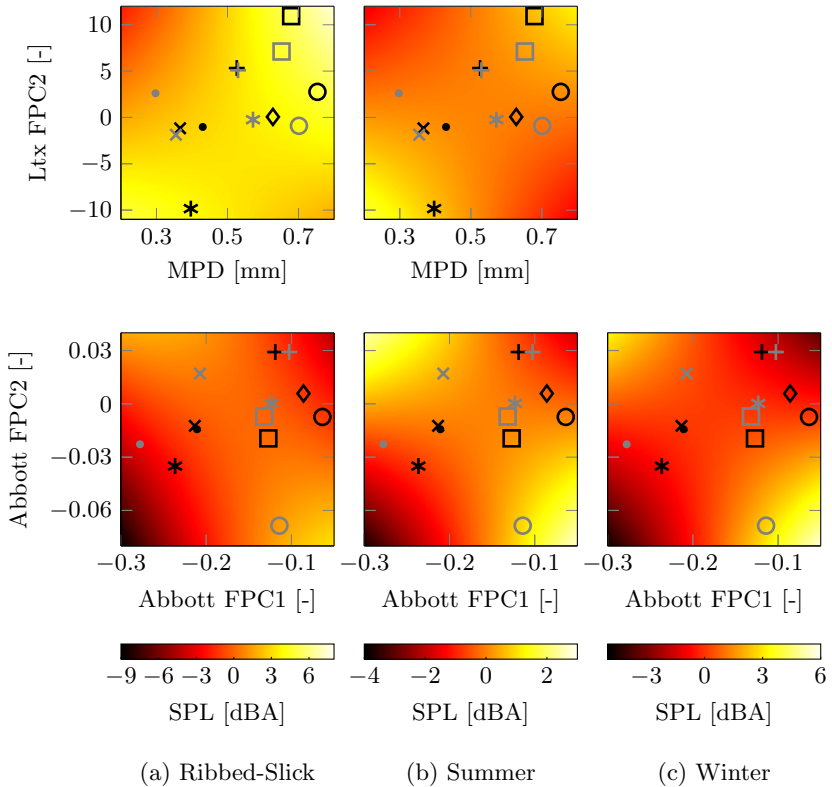 10
5
0
−5
−10
Ltx FPC2 [-]
0.3 0.5 0.7 0.3 0.5 0.7
MPD [mm] MPD [mm]
0.03
0
−0.03
−0.06
Abbott FPC2 [-]
−0.3 −0.2 −0.1 −0.3 −0.2 −0.1 −0.3 −0.2 −0.1
Abbott FPC1 [-] Abbott FPC1 [-] Abbott FPC1 [-]
−9 −6 −3 0 3 6 −4 −2 0 2 −3 0 3 6
SPL [dBA] SPL [dBA] SPL [dBA]
(a) Ribbed-Slick (b) Summer (c) Winter